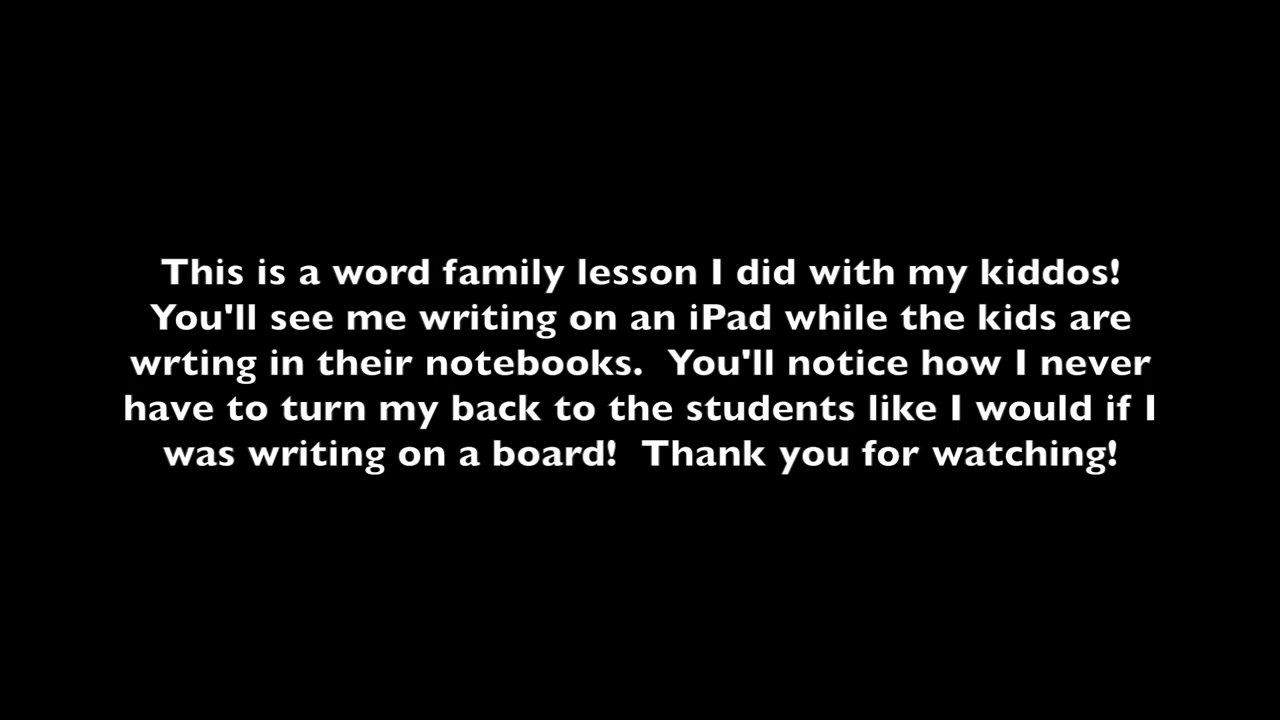 This is a word family lesson I did with my kiddos!
You'll see me writing on an iPad while the kids are
wrting in their notebooks.  You'll notice how I never
have to turn my back to the students like I would if I
was writing on a board!  Thank you for watching!